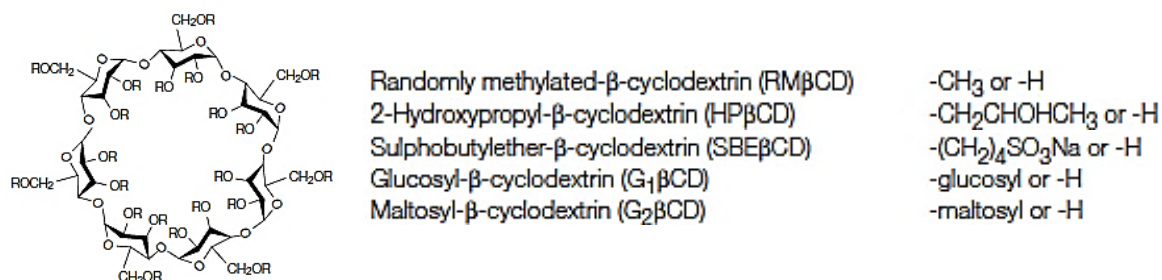 CH₂OR
O
ROCH₂
O
O
O
OR
RO
RO
O
CH₂OR
OR
RO
O
RO
O
O
O
OR
O
O
ROCH₂
OR
RO
CH₂OR
O
RO
O
OR
OR
RO
RO
O
O
O
O
CH₂OR
CH₂OR
Randomly methylated-β-cyclodextrin (RMβCD) -CH₃ or -H
2-Hydroxypropyl-β-cyclodextrin (HPβCD) -CH₂CHOHCH₃ or -H
Sulphobutylether-β-cyclodextrin (SBEβCD) -(CH₂)₄SO₃Na or -H
Glucosyl-β-cyclodextrin (G₁βCD) -glucosyl or -H
Maltosyl-β-cyclodextrin (G₂βCD) -maltosyl or -H